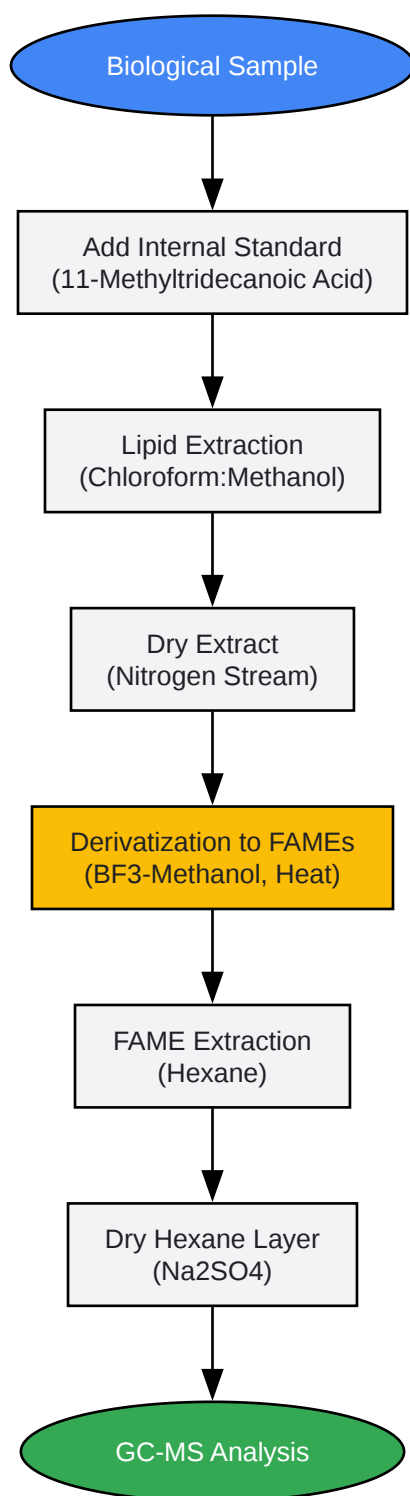 Biological Sample
Add Internal Standard
(11-Methyltridecanoic Acid)
Lipid Extraction
(Chloroform:Methanol)
Dry Extract
(Nitrogen Stream)
Derivatization to FAMEs
(BF3-Methanol, Heat)
FAME Extraction
(Hexane)
Dry Hexane Layer
(Na2SO4)
GC-MS Analysis